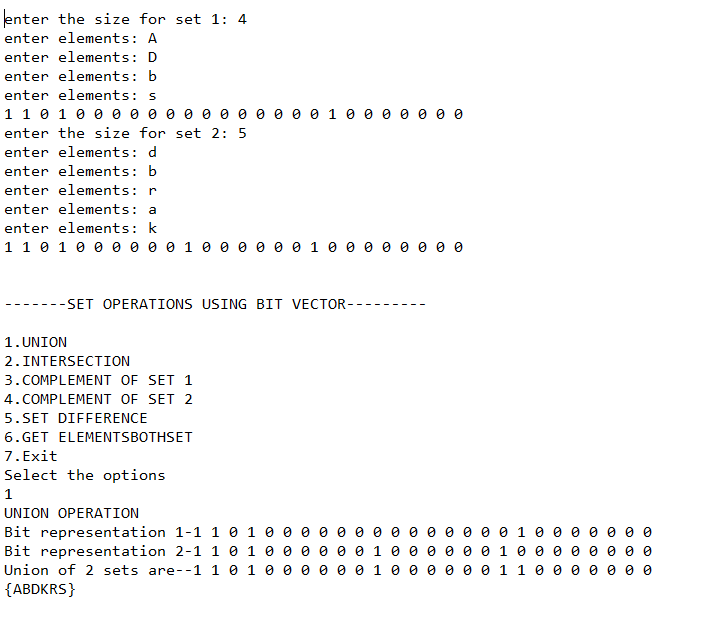 enter the size for set 1: 4
enter elements: A
enter elements: D
enter elements: b
enter elements: s
1 1 0 1 0 0 0 0 0 0 0 0 0 0 0 0 0 0 1 0 0 0 0 0 0 0
enter the size for set 2: 5
enter elements: d
enter elements: b
enter elements: r
enter elements: a
enter elements: k
1 1 0 1 0 0 0 0 0 0 1 0 0 0 0 0 0 1 0 0 0 0 0 0 0 0
-------SET OPERATIONS USING BIT VECTOR---------
1.UNION
2.INTERSECTION
3.COMPLEMENT OF SET 1
4.COMPLEMENT OF SET 2
5.SET DIFFERENCE
6.GET ELEMENTSBOTHSET
7.Exit
Select the options
1
UNION OPERATION
Bit representation 1-1 1 0 1 0 0 0 0 0 0 0 0 0 0 0 0 0 0 1 0 0 0 0 0 0 0
Bit representation 2-1 1 0 1 0 0 0 0 0 0 1 0 0 0 0 0 0 1 0 0 0 0 0 0 0 0
Union of 2 sets are--1 1 0 1 0 0 0 0 0 0 1 0 0 0 0 0 0 1 1 0 0 0 0 0 0 0
{ABDKRS}